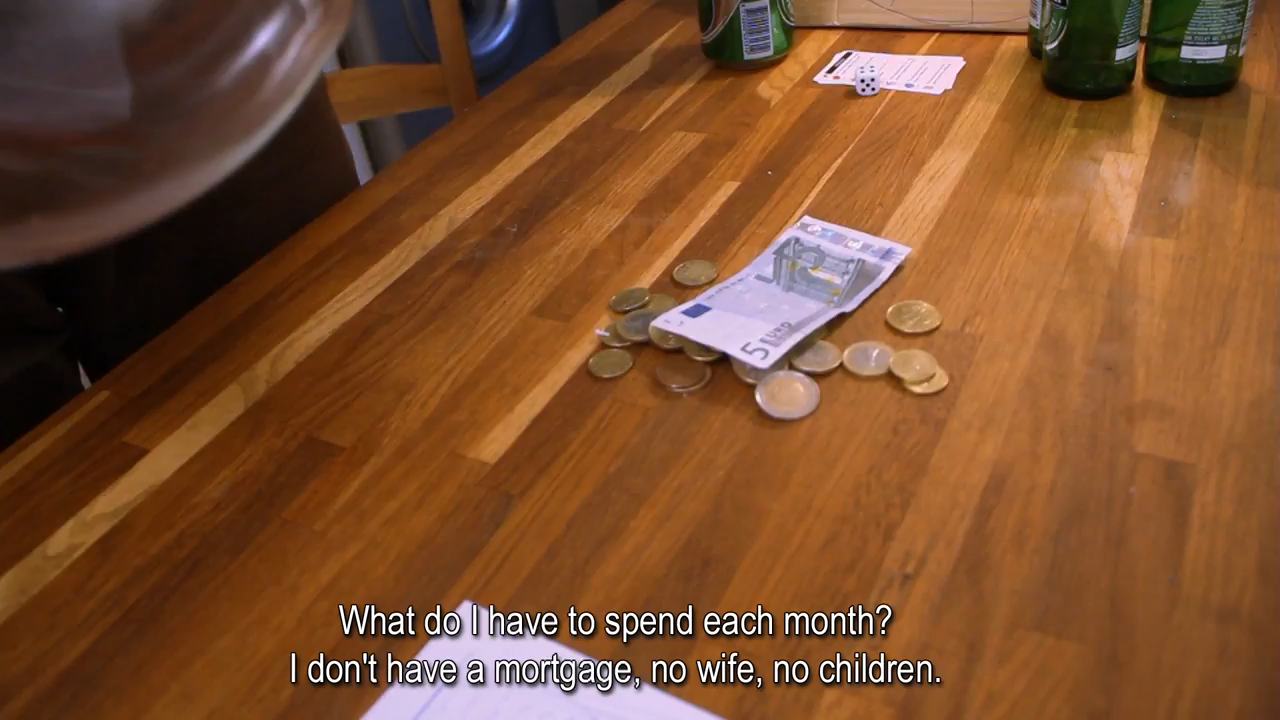 5 EURO
What do I have to spend each month?
I don't have a mortgage, no wife, no children.